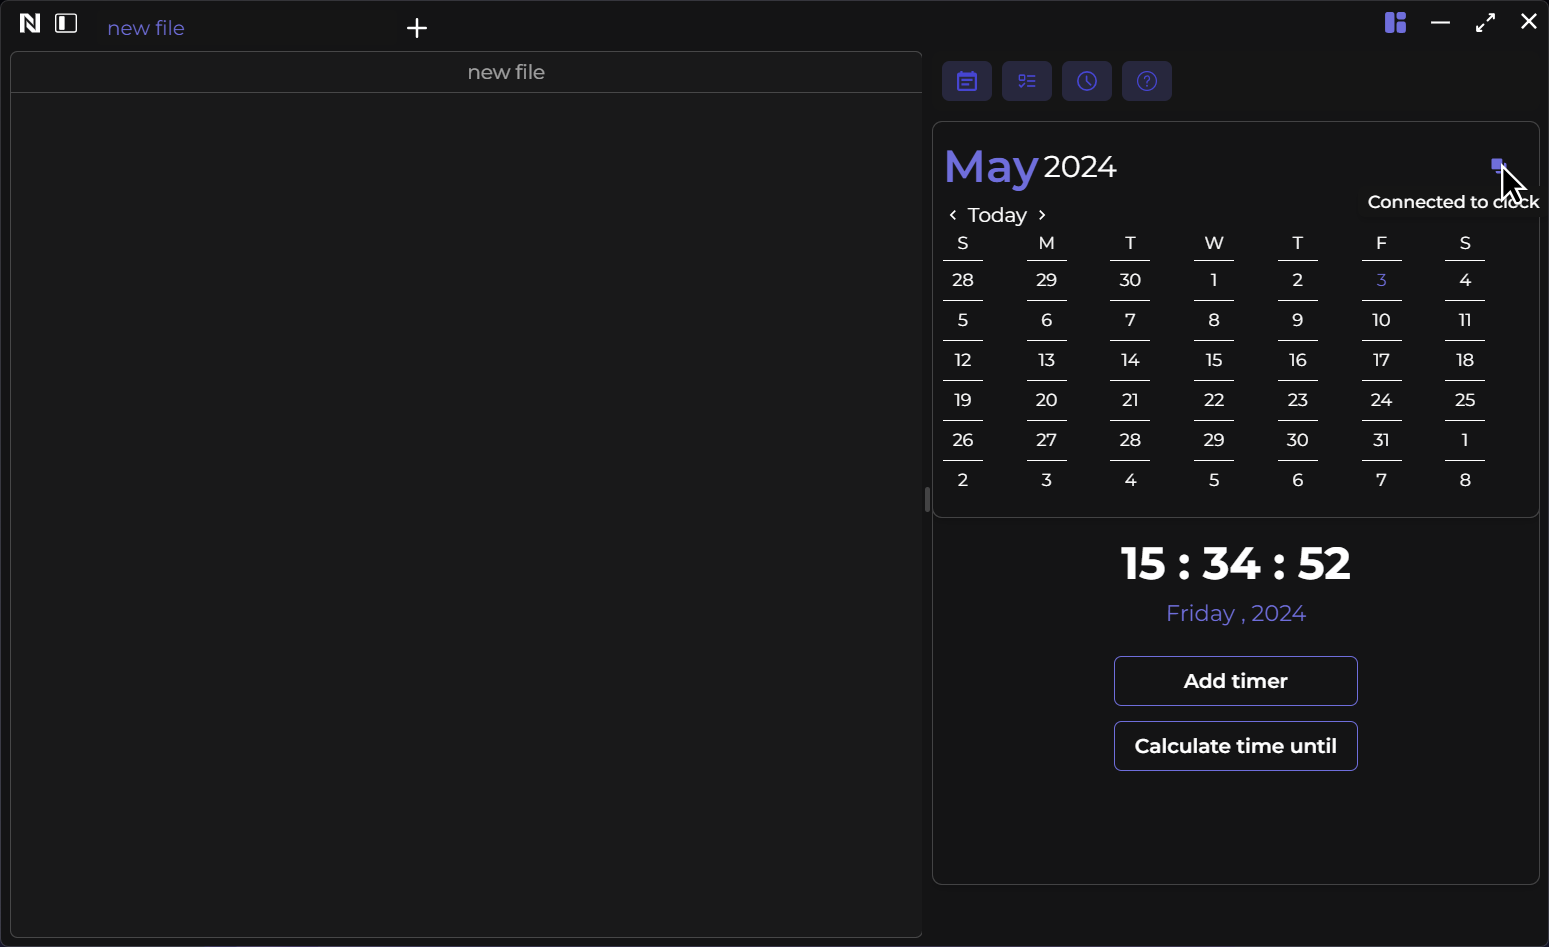 new file
new file
May 2024
Connected to clock
Today
S M T W T F S
28 29 30 1 2 3 4
5 6 7 8 9 10 11
12 13 14 15 16 17 18
19 20 21 22 23 24 25
26 27 28 29 30 31 1
2 3 4 5 6 7 8
15 : 34 : 52
Friday , 2024
Add timer
Calculate time until